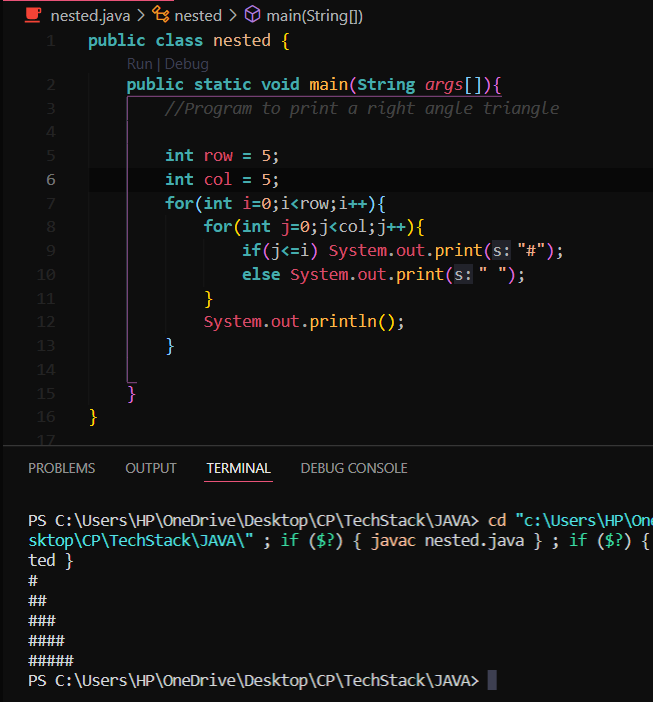 nested.java > nested > main(String[])
1 public class nested {
Run | Debug
2 public static void main(String args[]){
3 //Program to print a right angle triangle
4
5 int row = 5;
6 int col = 5;
7 for(int i=0;i<row;i++){
8 for(int j=0;j<col;j++){
9 if(j<=i) System.out.print(s: "#");
10 else System.out.print(s: " ");
11 }
12 System.out.println();
13 }
14
15 }
16 }
17
PROBLEMS OUTPUT TERMINAL DEBUG CONSOLE
PS C:\Users\HP\OneDrive\Desktop\CP\TechStack\JAVA> cd "c:\Users\HP\One
sktop\CP\TechStack\JAVA\" ; if ($?) { javac nested.java } ; if ($?) {
ted }
#
##
###
####
#####
PS C:\Users\HP\OneDrive\Desktop\CP\TechStack\JAVA>